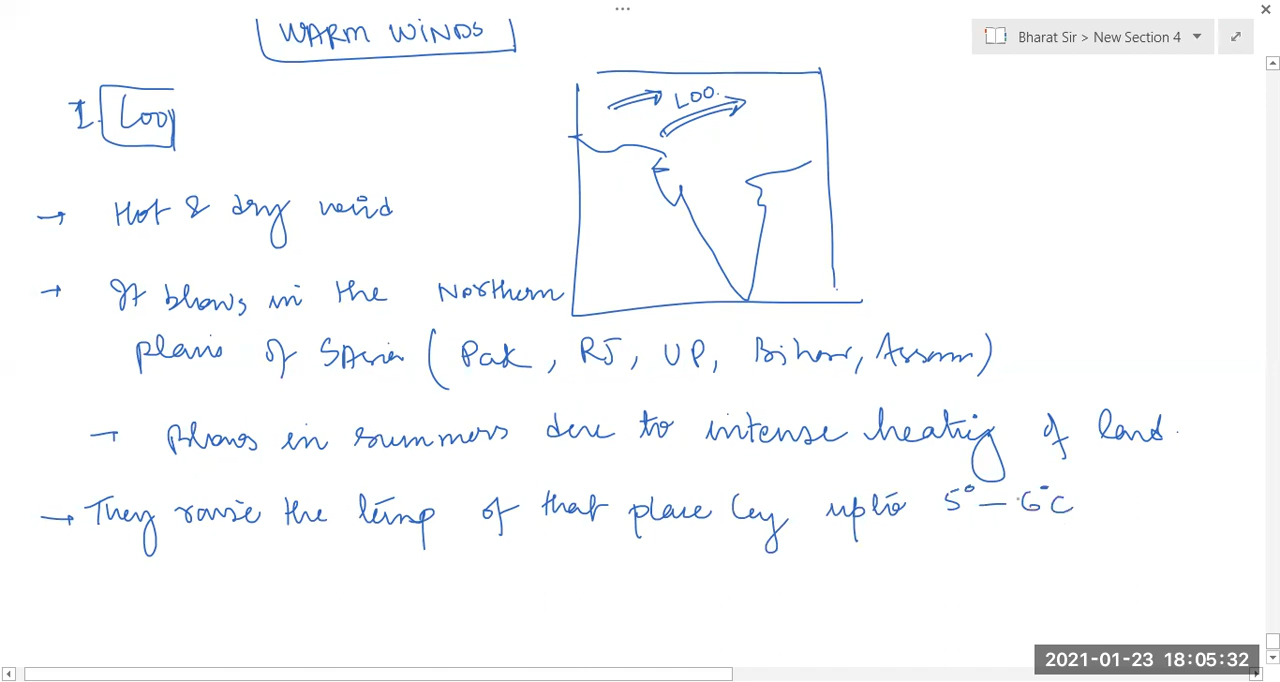 WARM WINDS
Bharat Sir > New Section 4
I. Loo
LOO.
→ Hot & dry wind
→ It blows in the Northern
plains of SAsia (Pak, RJ, UP, Bihar, Assam)
→ Blows in summers due to intense heating of land.
→ They raise the temp of that place by upto 5° – 6°C
2021-01-23 18:05:32